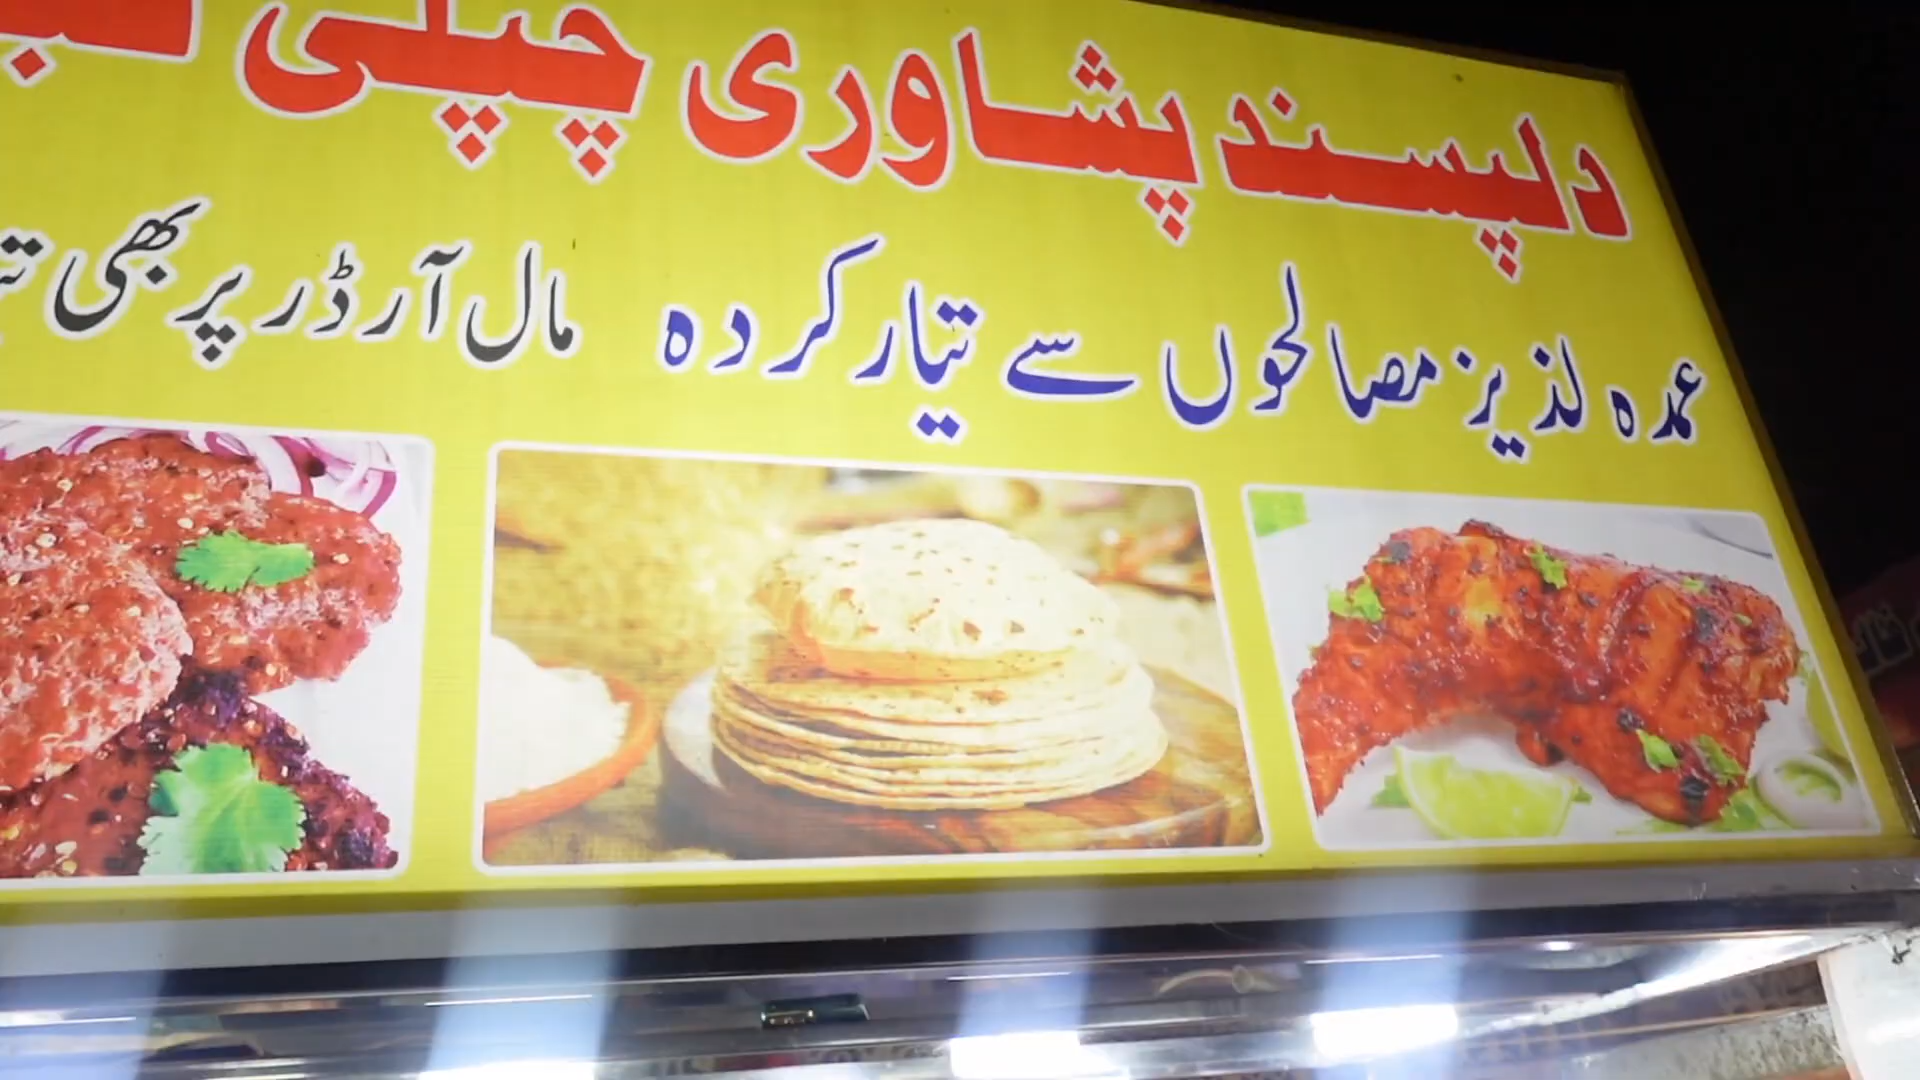 دلپسند پشاوری چپلی
عمدہ لذیز مصالحوں سے تیار کردہ مال آرڈر پر بھی